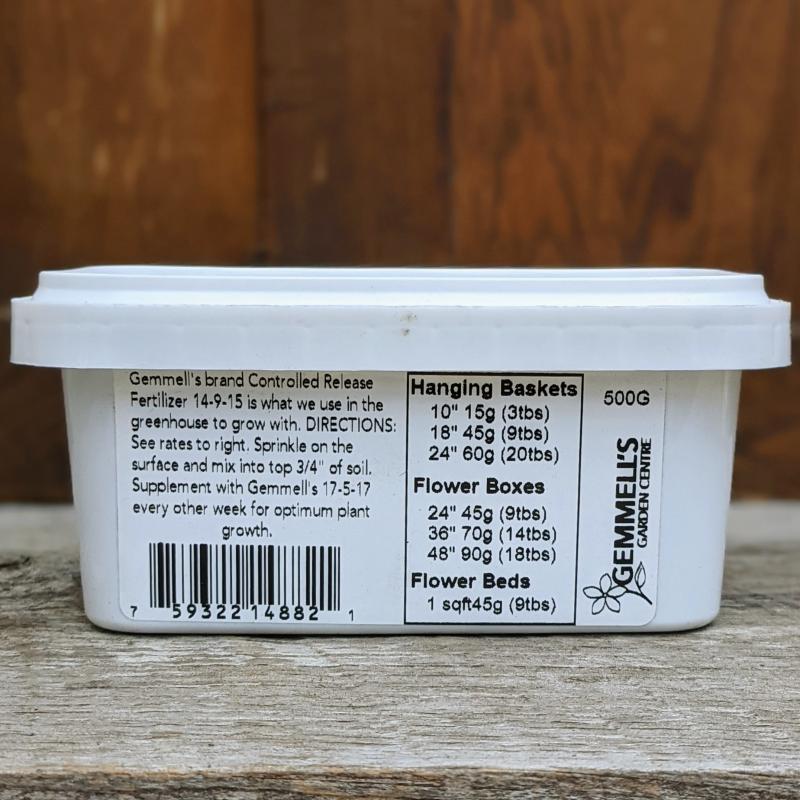 Gemmell's brand Controlled Release
Fertilizer 14-9-15 is what we use in the
greenhouse to grow with. DIRECTIONS:
See rates to right. Sprinkle on the
surface and mix into top 3/4" of soil.
Supplement with Gemmell's 17-5-17
every other week for optimum plant
growth.
7 59322 14882 1
Hanging Baskets
10" 15g (3tbs)
18" 45g (9tbs)
24" 60g (20tbs)
Flower Boxes
24" 45g (9tbs)
36" 70g (14tbs)
48" 90g (18tbs)
Flower Beds
1 sqft45g (9tbs)
500G
GEMMELL'S
GARDEN CENTRE